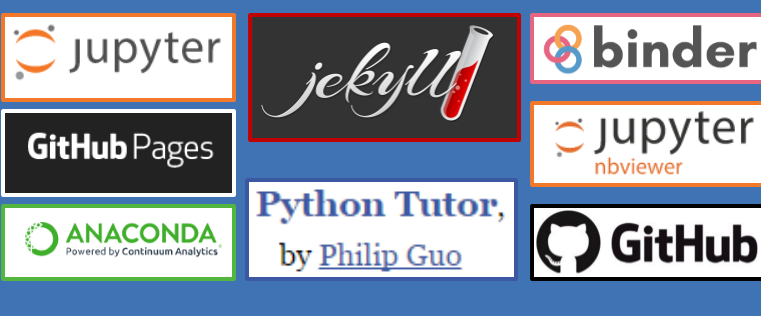 jupyter
GitHub Pages
ANACONDA
Powered by Continuum Analytics
jekyll
Python Tutor,
by Philip Guo
binder
jupyter
nbviewer
GitHub